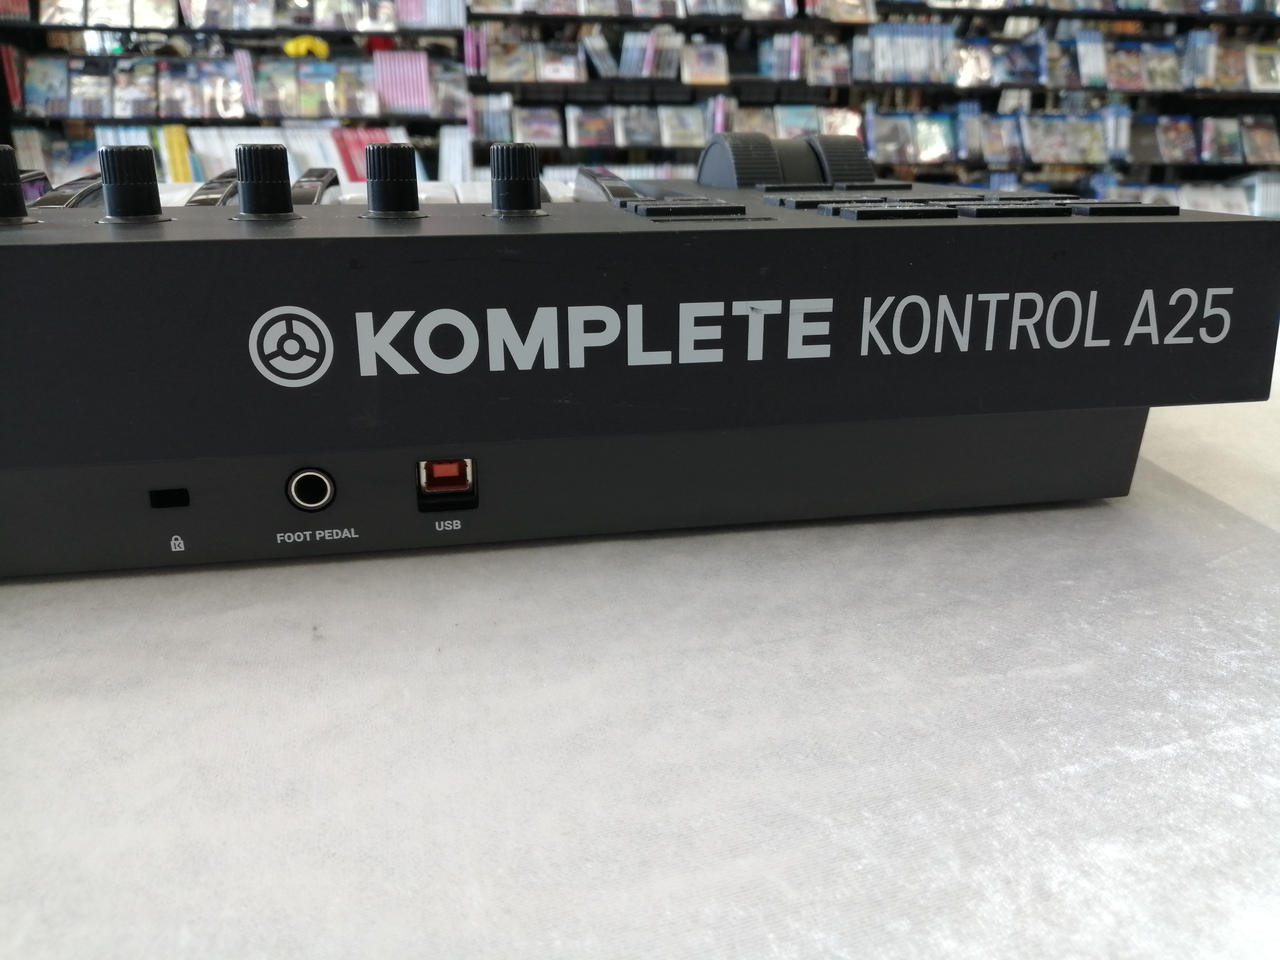 KOMPLETE KONTROL A25
FOOT PEDAL
USB